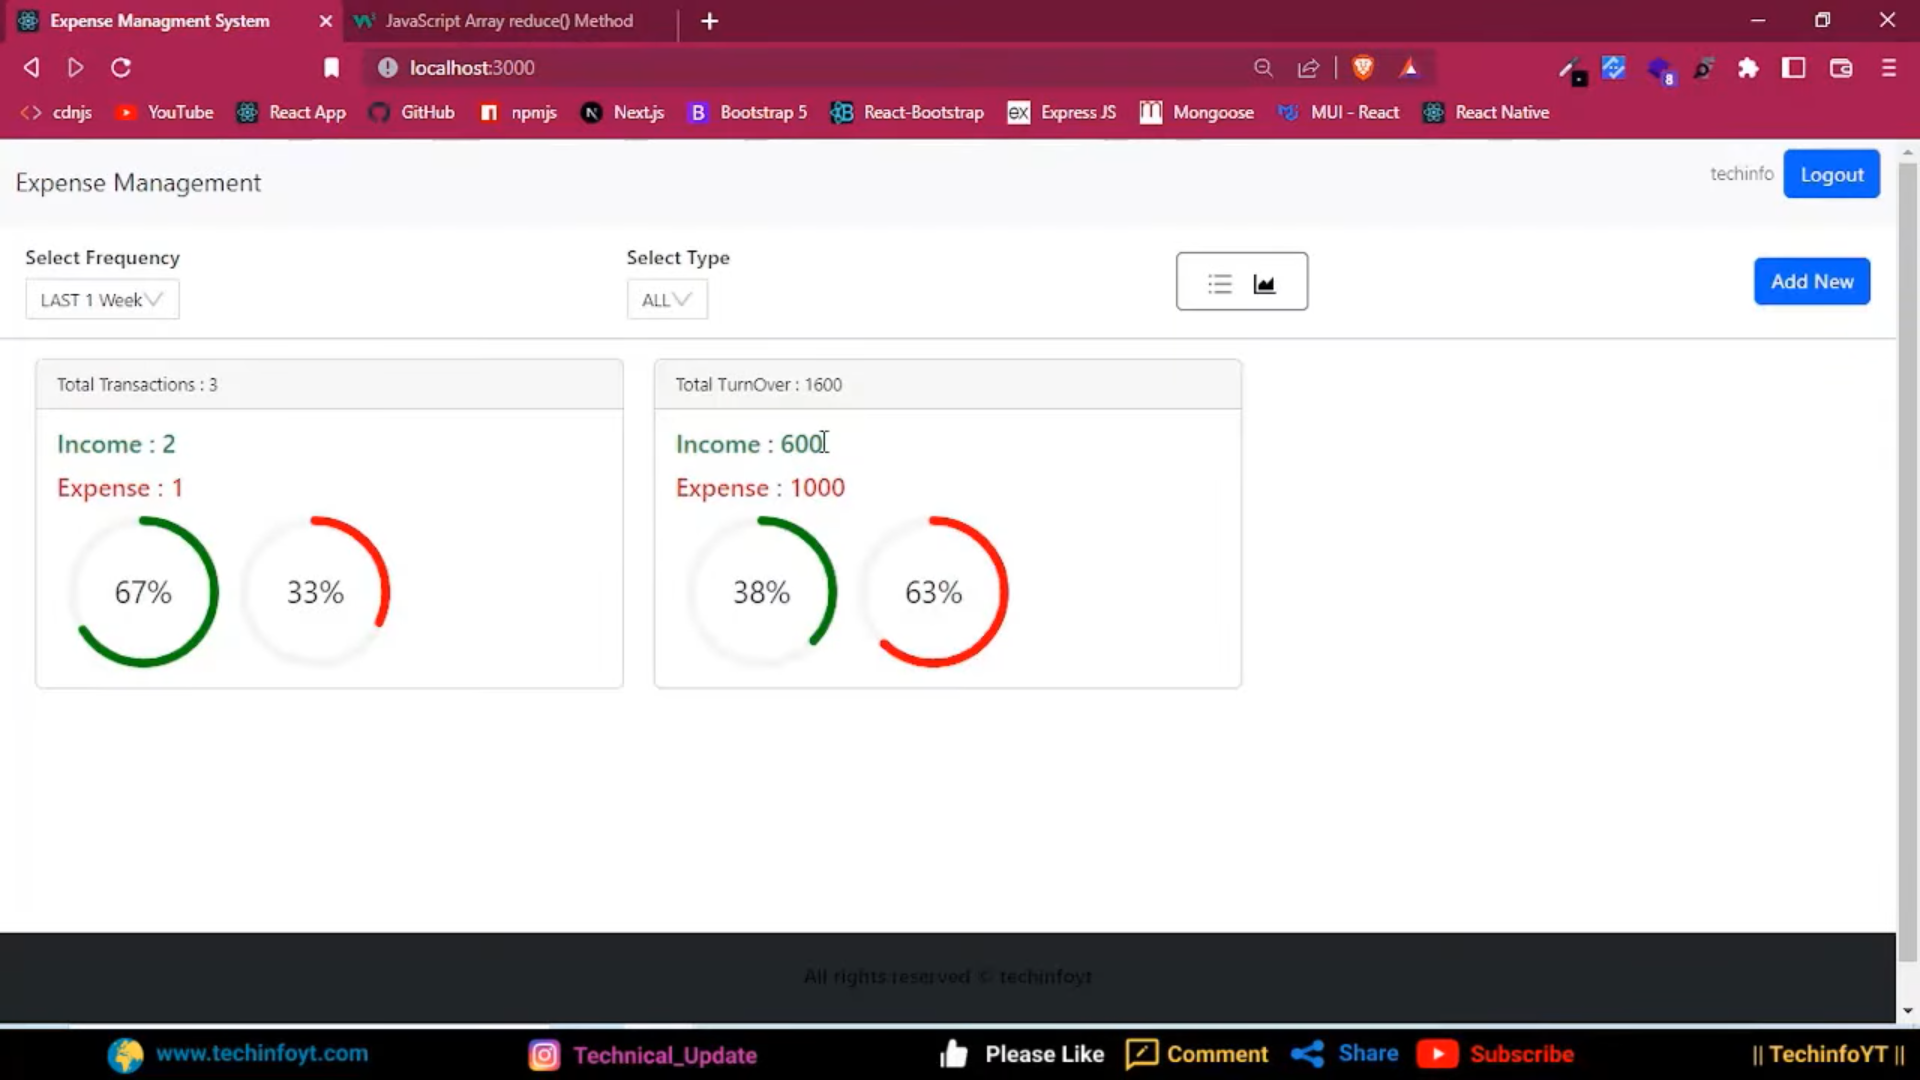 Expense Managment System
JavaScript Array reduce() Method
localhost:3000
8
cdnjs YouTube React App GitHub npmjs Next.js Bootstrap 5 React-Bootstrap Express JS Mongoose MUI - React React Native
Expense Management
techinfo Logout
Select Frequency
LAST 1 Week
Select Type
ALL
Add New
Total Transactions : 3
Income : 2
Expense : 1
67% 33%
Total TurnOver : 1600
Income : 600
Expense : 1000
38% 63%
All rights reserved © techinfoyt
www.techinfoyt.com Technical_Update Please Like Comment Share Subscribe || TechinfoYT ||